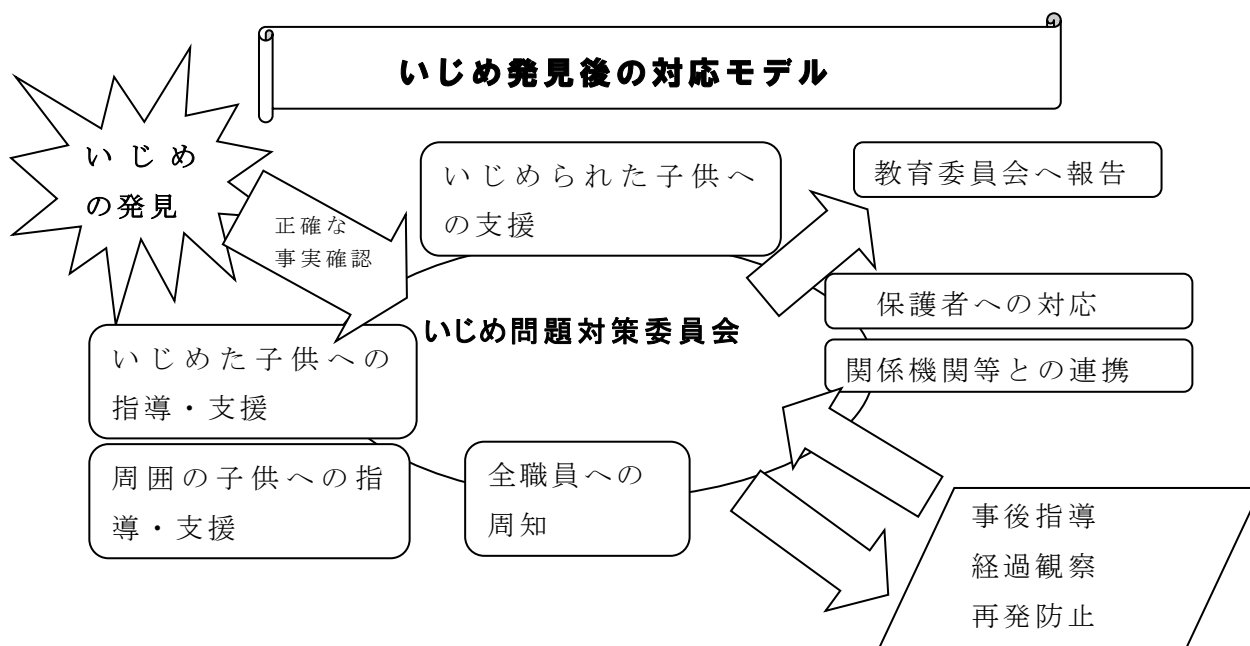 いじめ発見後の対応モデル
いじめ
の発見
正確な
事実確認
いじめられた子供へ
の支援
教育委員会へ報告
保護者への対応
関係機関等との連携
いじめ問題対策委員会
いじめた子供への
指導・支援
周囲の子供への指
導・支援
全職員への
周知
事後指導
経過観察
再発防止